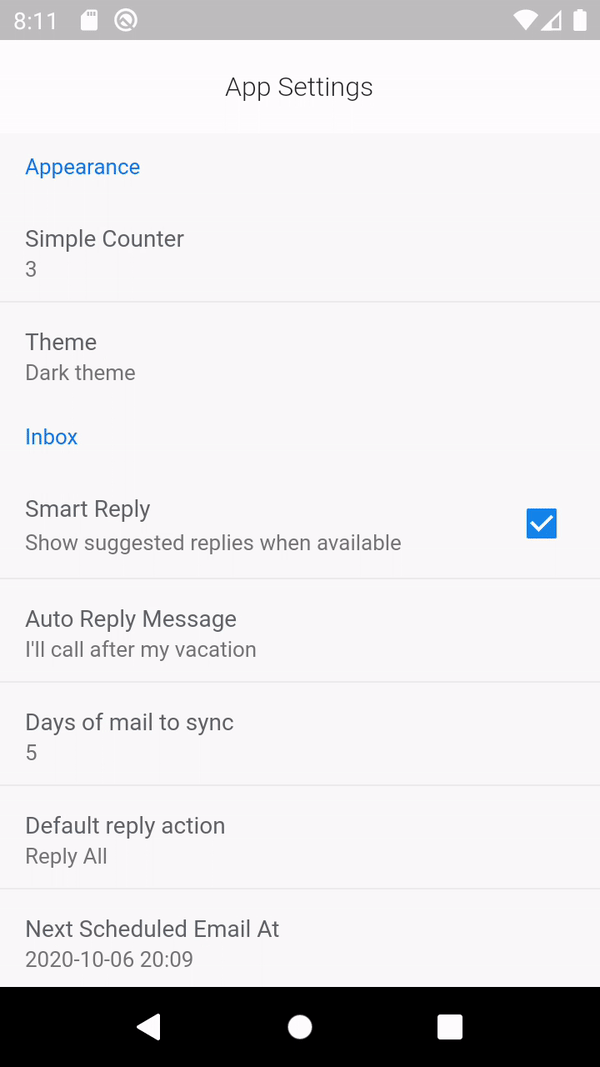 8:11
App Settings
Appearance
Simple Counter
3
Theme
Dark theme
Inbox
Smart Reply
Show suggested replies when available
Auto Reply Message
I'll call after my vacation
Days of mail to sync
5
Default reply action
Reply All
Next Scheduled Email At
2020-10-06 20:09